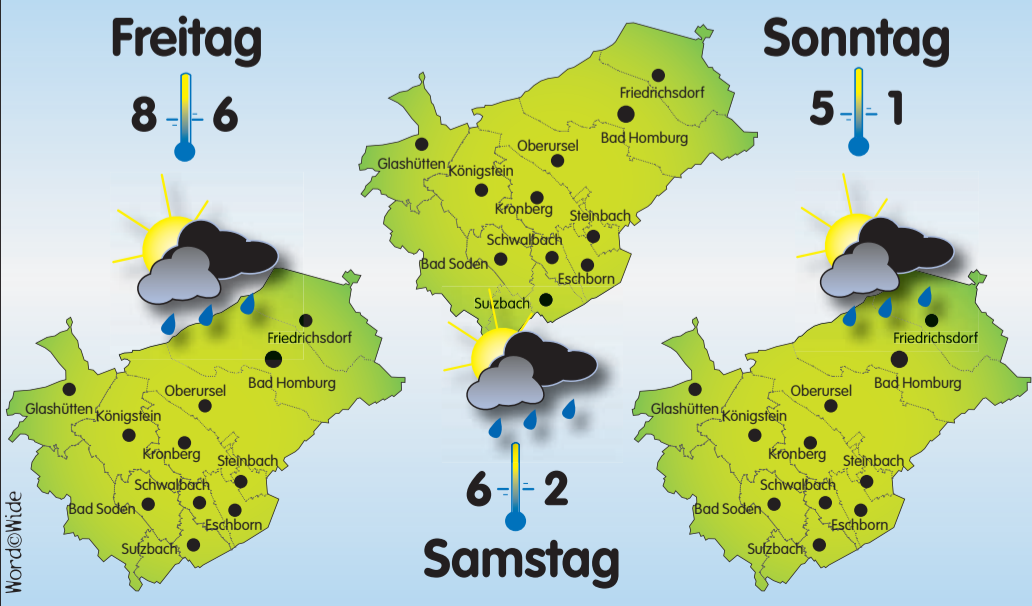 Freitag
8 6
Friedrichsdorf
Bad Homburg
Oberursel
Glashütten
Königstein
Kronberg
Steinbach
Schwalbach
Bad Soden
Eschborn
Sulzbach
Friedrichsdorf
Bad Homburg
Oberursel
Glashütten
Königstein
Kronberg
Steinbach
Schwalbach
Bad Soden
Eschborn
Sulzbach
6 2
Samstag
Sonntag
5 1
Friedrichsdorf
Bad Homburg
Oberursel
Glashütten
Königstein
Kronberg
Steinbach
Schwalbach
Bad Soden
Eschborn
Sulzbach
Word©Wide